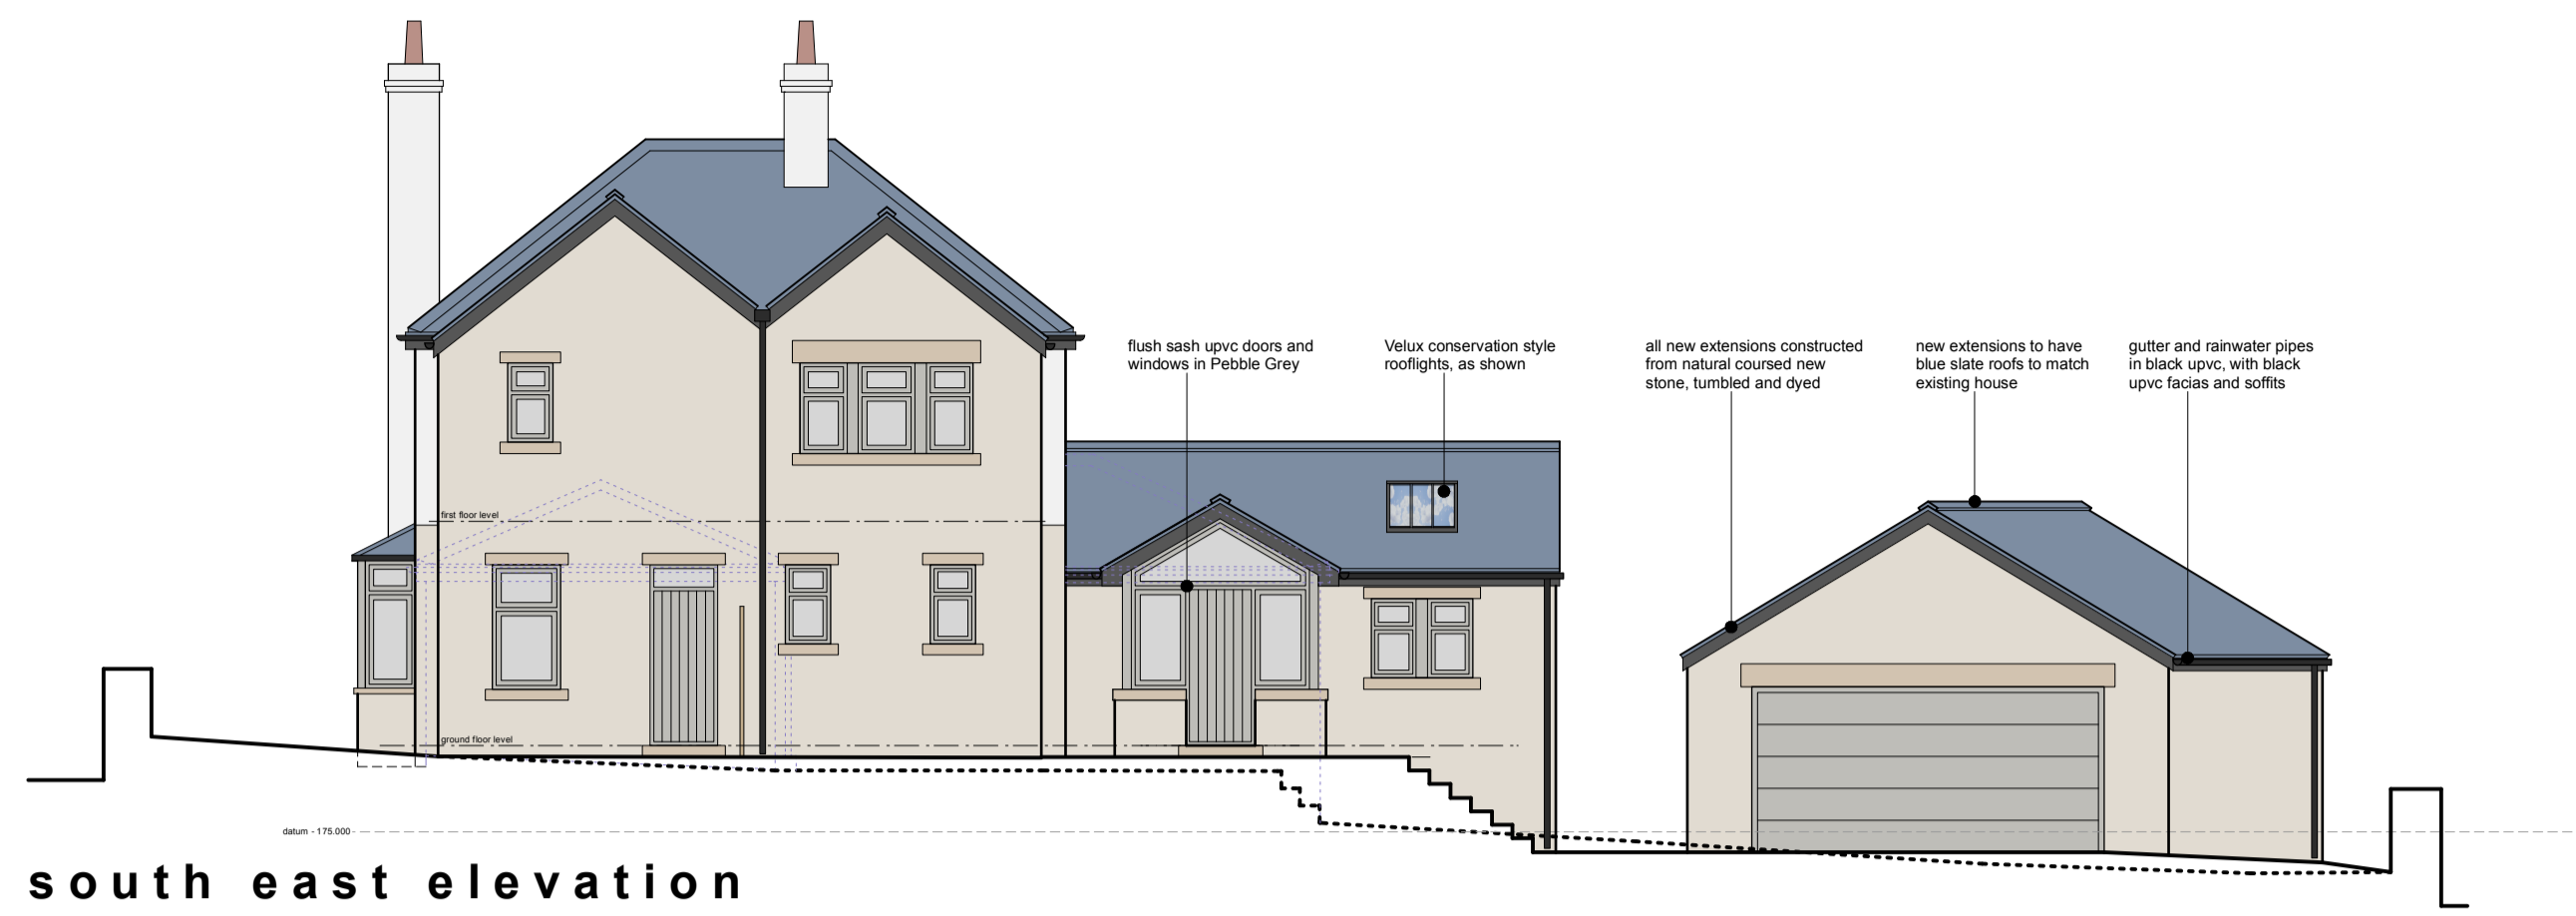 flush sash upvc doors and
windows in Pebble Grey
Velux conservation style
rooflights, as shown
all new extensions constructed
from natural coursed new
stone, tumbled and dyed
new extensions to have
blue slate roofs to match
existing house
gutter and rainwater pipes
in black upvc, with black
upvc facias and soffits
first floor level
ground floor level
datum - 175.000
south east elevation